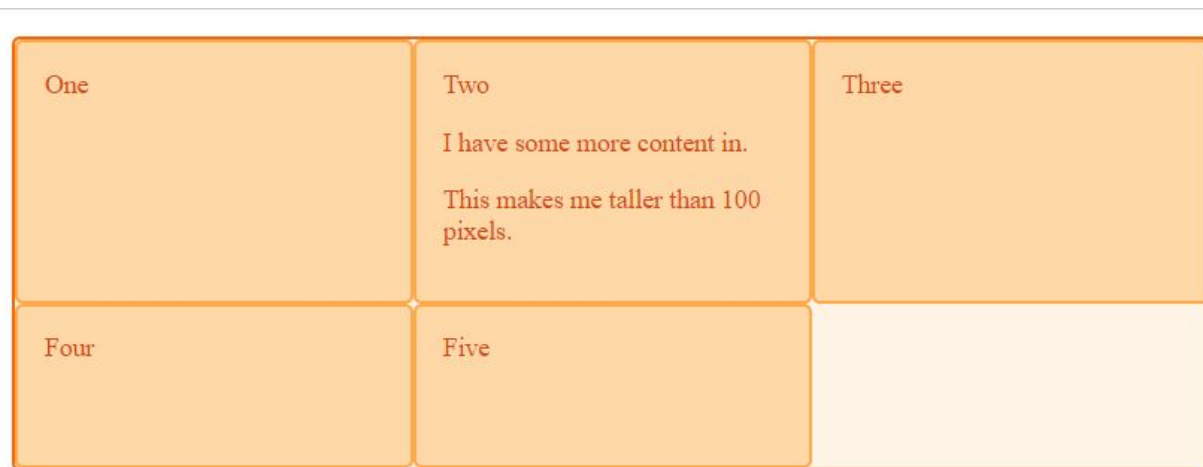 One
Two
Three
I have some more content in.
This makes me taller than 100
pixels.
Four
Five